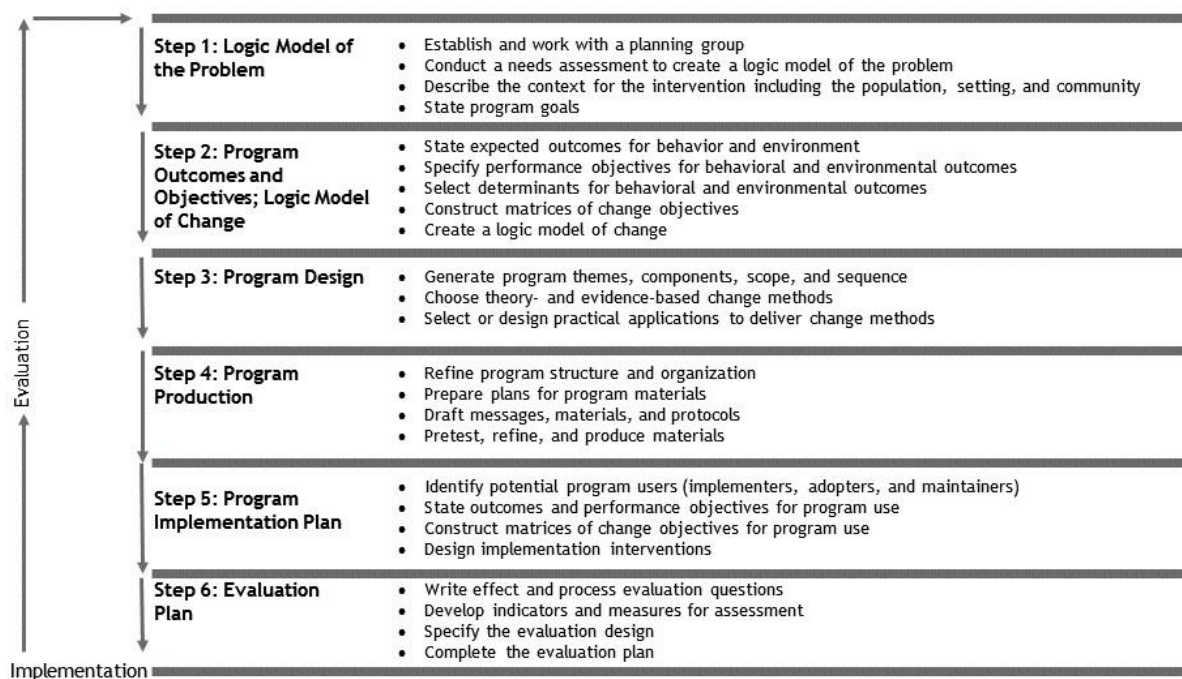 Step 1: Logic Model of
the Problem
• Establish and work with a planning group
• Conduct a needs assessment to create a logic model of the problem
• Describe the context for the intervention including the population, setting, and community
• State program goals
Step 2: Program
Outcomes and
Objectives; Logic Model
of Change
• State expected outcomes for behavior and environment
• Specify performance objectives for behavioral and environmental outcomes
• Select determinants for behavioral and environmental outcomes
• Construct matrices of change objectives
• Create a logic model of change
Step 3: Program Design
• Generate program themes, components, scope, and sequence
• Choose theory- and evidence-based change methods
• Select or design practical applications to deliver change methods
Step 4: Program
Production
• Refine program structure and organization
• Prepare plans for program materials
• Draft messages, materials, and protocols
• Pretest, refine, and produce materials
Step 5: Program
Implementation Plan
• Identify potential program users (implementers, adopters, and maintainers)
• State outcomes and performance objectives for program use
• Construct matrices of change objectives for program use
• Design implementation interventions
Step 6: Evaluation
Plan
• Write effect and process evaluation questions
• Develop indicators and measures for assessment
• Specify the evaluation design
• Complete the evaluation plan
Evaluation
Implementation